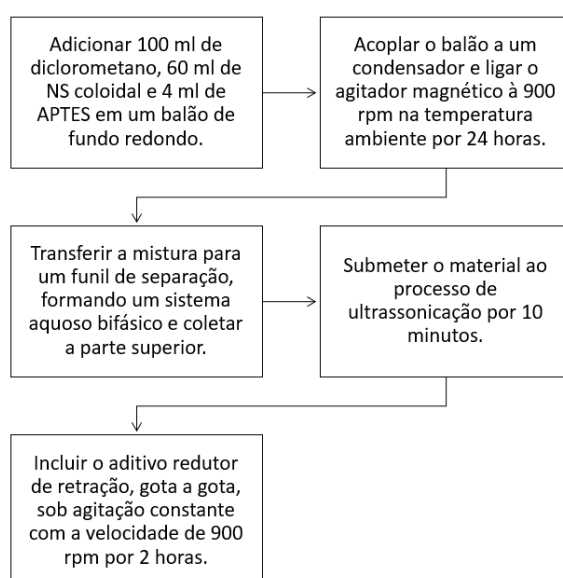 Adicionar 100 ml de
diclorometano, 60 ml de
NS coloidal e 4 ml de
APTES em um balão de
fundo redondo.
Acoplar o balão a um
condensador e ligar o
agitador magnético à 900
rpm na temperatura
ambiente por 24 horas.
Transferir a mistura para
um funil de separação,
formando um sistema
aquoso bifásico e coletar
a parte superior.
Submeter o material ao
processo de
ultrassonicação por 10
minutos.
Incluir o aditivo redutor
de retração, gota a gota,
sob agitação constante
com a velocidade de 900
rpm por 2 horas.